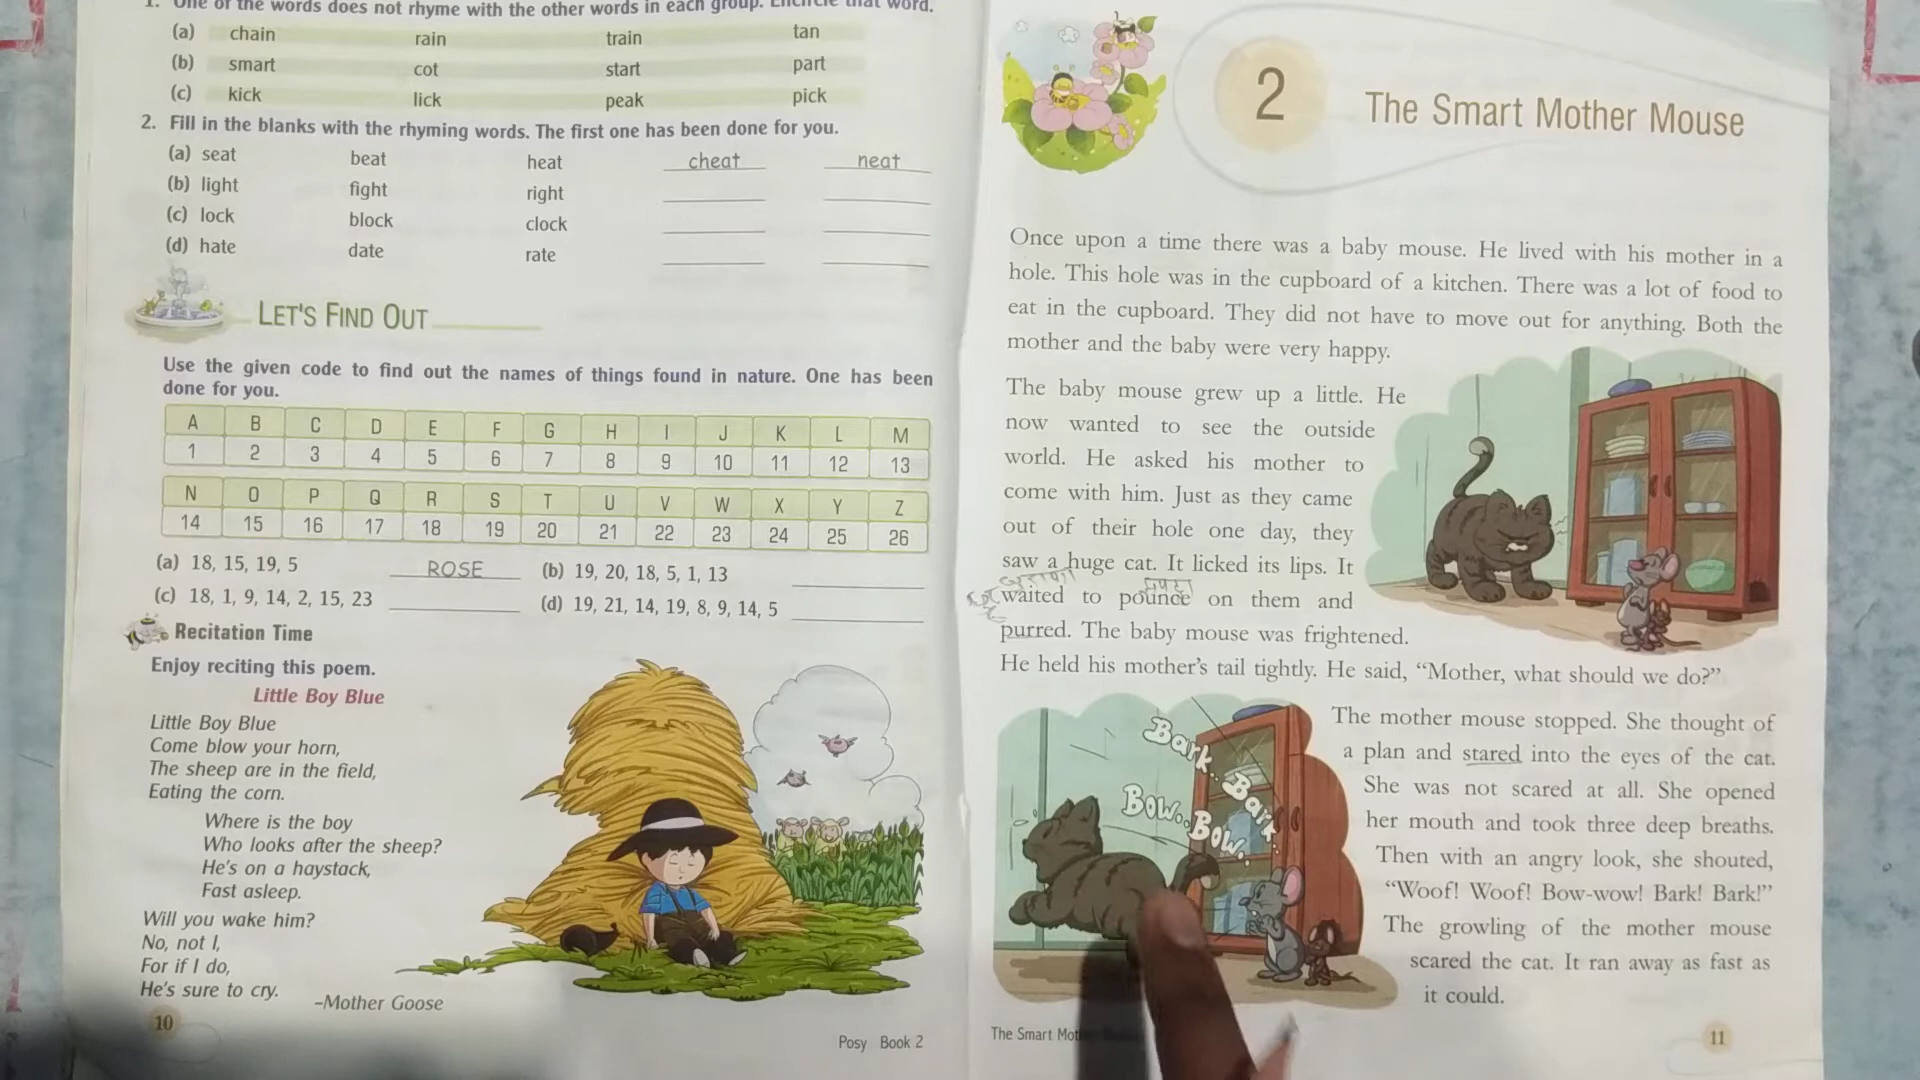 1. One of the words does not rhyme with the other words in each group. Encircle that word.
(a) chain rain train tan
(b) smart cot start part
(c) kick lick peak pick
2. Fill in the blanks with the rhyming words. The first one has been done for you.
(a) seat beat heat cheat neat
(b) light fight right
(c) lock block clock
(d) hate date rate
LET'S FIND OUT
Use the given code to find out the names of things found in nature. One has been
done for you.
A B C D E F G H I J K L M
1 2 3 4 5 6 7 8 9 10 11 12 13
N O P Q R S T U V W X Y Z
14 15 16 17 18 19 20 21 22 23 24 25 26
(a) 18, 15, 19, 5 ROSE (b) 19, 20, 18, 5, 1, 13
(c) 18, 1, 9, 14, 2, 15, 23 (d) 19, 21, 14, 19, 8, 9, 14, 5
Recitation Time
Enjoy reciting this poem.
Little Boy Blue
Little Boy Blue
Come blow your horn,
The sheep are in the field,
Eating the corn.
Where is the boy
Who looks after the sheep?
He's on a haystack,
Fast asleep.
Will you wake him?
No, not I,
For if I do,
He's sure to cry.
–Mother Goose
10
Posy Book 2
2
The Smart Mother Mouse
Once upon a time there was a baby mouse. He lived with his mother in a
hole. This hole was in the cupboard of a kitchen. There was a lot of food to
eat in the cupboard. They did not have to move out for anything. Both the
mother and the baby were very happy.
The baby mouse grew up a little. He
now wanted to see the outside
world. He asked his mother to
come with him. Just as they came
out of their hole one day, they
saw a huge cat. It licked its lips. It
waited to pounce on them and
purred. The baby mouse was frightened.
He held his mother's tail tightly. He said, “Mother, what should we do?”
Bark.. Bark..
Bow.. Bow..
The mother mouse stopped. She thought of
a plan and stared into the eyes of the cat.
She was not scared at all. She opened
her mouth and took three deep breaths.
Then with an angry look, she shouted,
“Woof! Woof! Bow-wow! Bark! Bark!”
The growling of the mother mouse
scared the cat. It ran away as fast as
it could.
The Smart
11